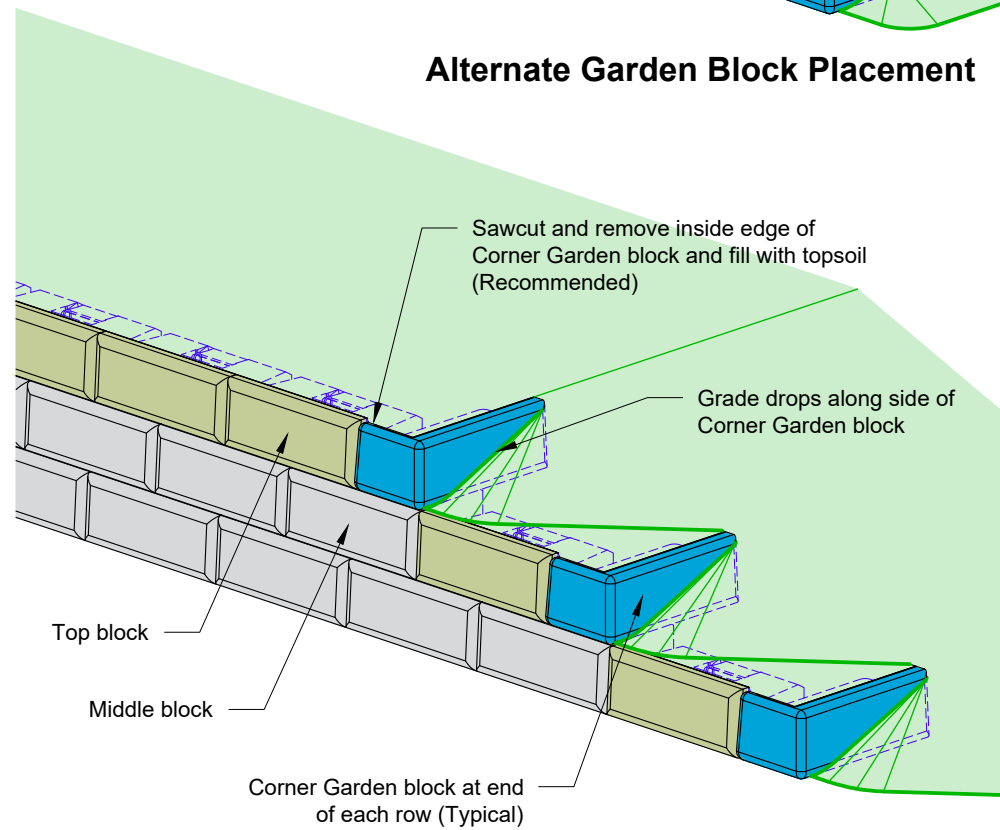 Alternate Garden Block Placement
Sawcut and remove inside edge of
Corner Garden block and fill with topsoil
(Recommended)
Grade drops along side of
Corner Garden block
Top block
Middle block
Corner Garden block at end
of each row (Typical)